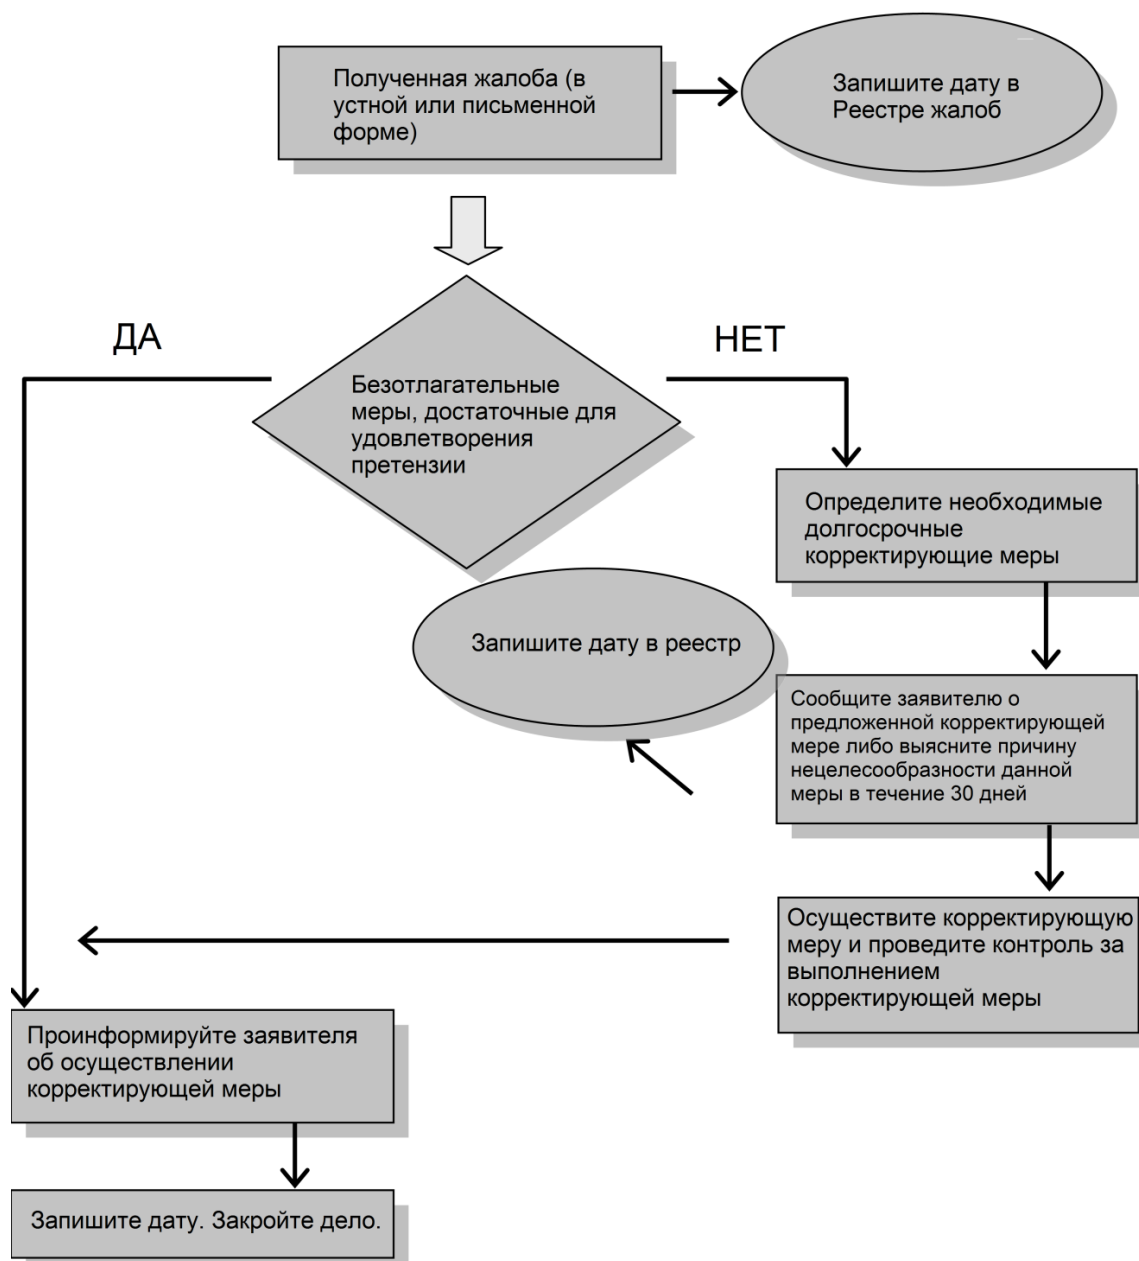 Полученная жалоба (в
устной или письменной
форме)
Запишите дату в
Реестре жалоб
ДА
НЕТ
Безотлагательные
меры, достаточные для
удовлетворения
претензии
Определите необходимые
долгосрочные
корректирующие меры
Запишите дату в реестр
Сообщите заявителю о
предложенной корректирующей
мере либо выясните причину
нецелесообразности данной
меры в течение 30 дней
Осуществите корректирующую
меру и проведите контроль за
выполнением
корректирующей меры
Проинформируйте заявителя
об осуществлении
корректирующей меры
Запишите дату. Закройте дело.